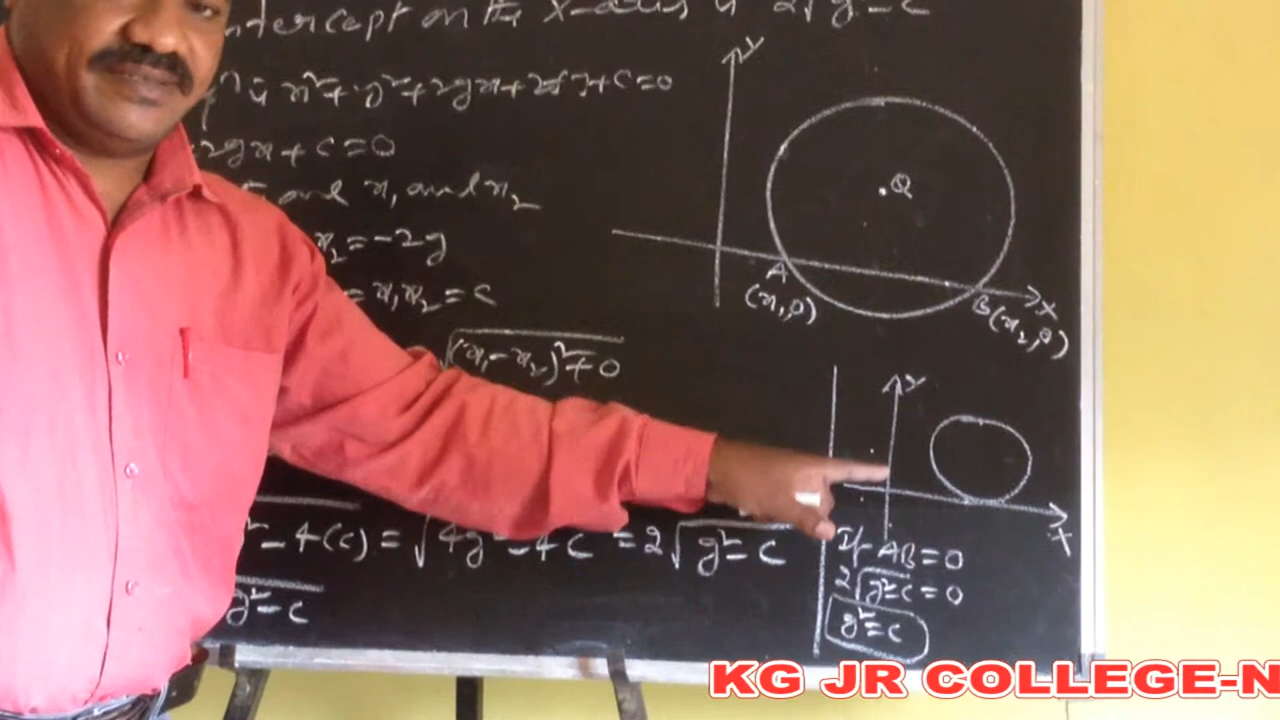 intercept on the X-axis is 2√g²-c
is x²+y²+2gx+2fy+c=0
2gx+c=0
and x₁ and x₂
x₂=-2g
= x₁x₂ = c
√(x₁-x₂)²+0
²-4(c) = √4g²-4c = 2√g²-c
g²-c
Y
Q
A
(x₁,0)
B(x₂,0)
X
Y
X
If AB=0
2√g²-c=0
g²=c
KG JR COLLEGE-N